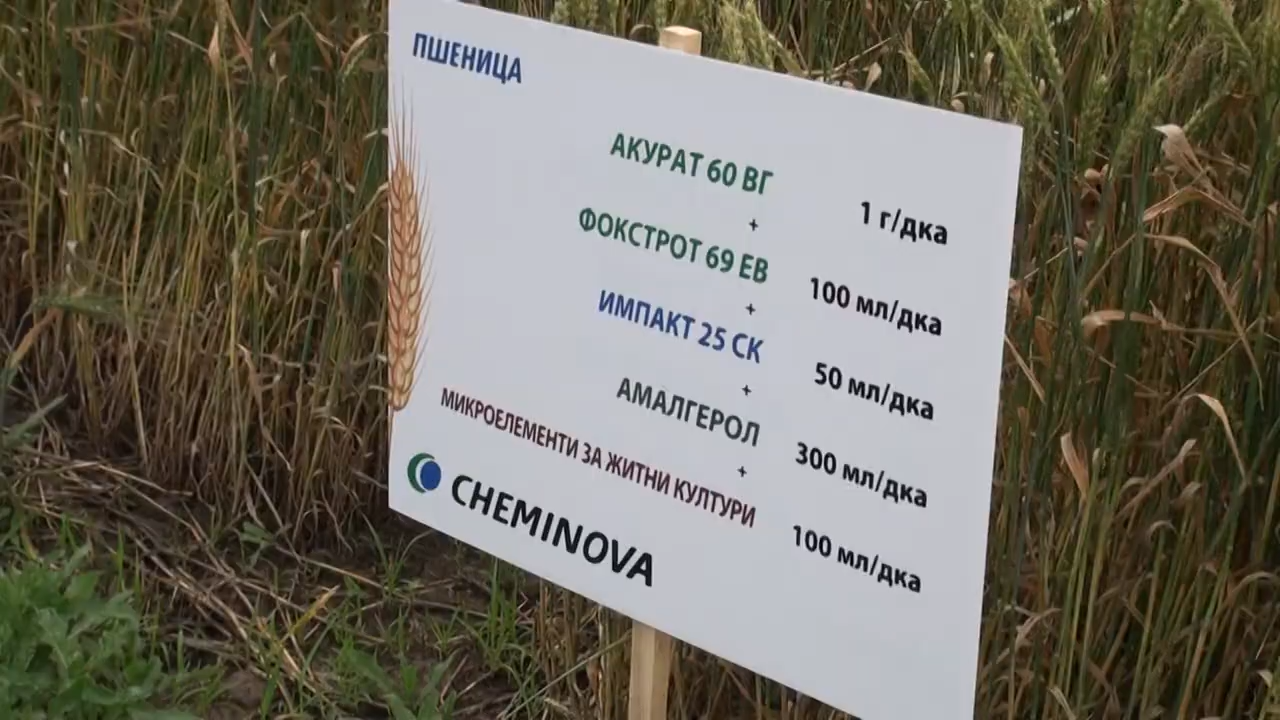 ПШЕНИЦА
АКУРАТ 60 ВГ 1 г/дка
+
ФОКСТРОТ 69 ЕВ 100 мл/дка
+
ИМПАКТ 25 СК 50 мл/дка
+
АМАЛГЕРОЛ 300 мл/дка
+
МИКРОЕЛЕМЕНТИ ЗА ЖИТНИ КУЛТУРИ 100 мл/дка
CHEMINOVA